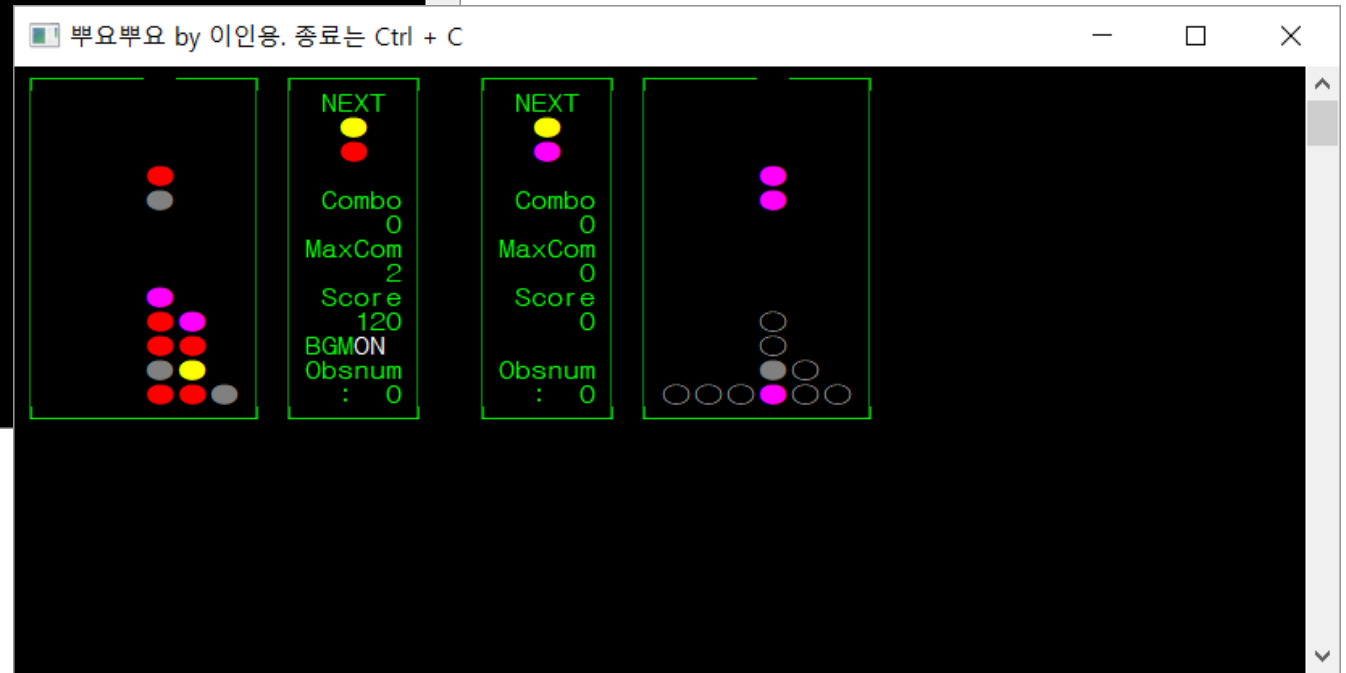 뿌요뿌요 by 이인용. 종료는 Ctrl + C
NEXT
Combo
0
MaxCom
2
Score
120
BGMON
Obsnum
: 0
NEXT
Combo
0
MaxCom
0
Score
0
Obsnum
: 0